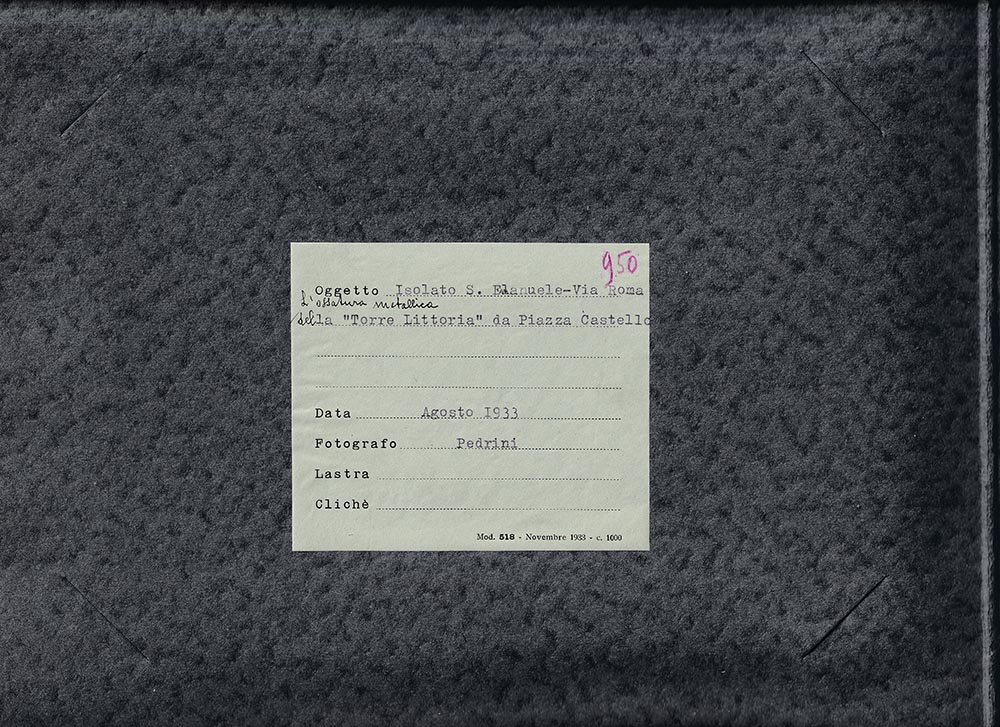 950
Oggetto Isolato S. Emanuele-Via Roma
L'ossatura metallica
della "Torre Littoria" da Piazza Castello
Data Agosto 1933
Fotografo Pedrini
Lastra
Clichè
Mod. 518 - Novembre 1933 - c. 1000